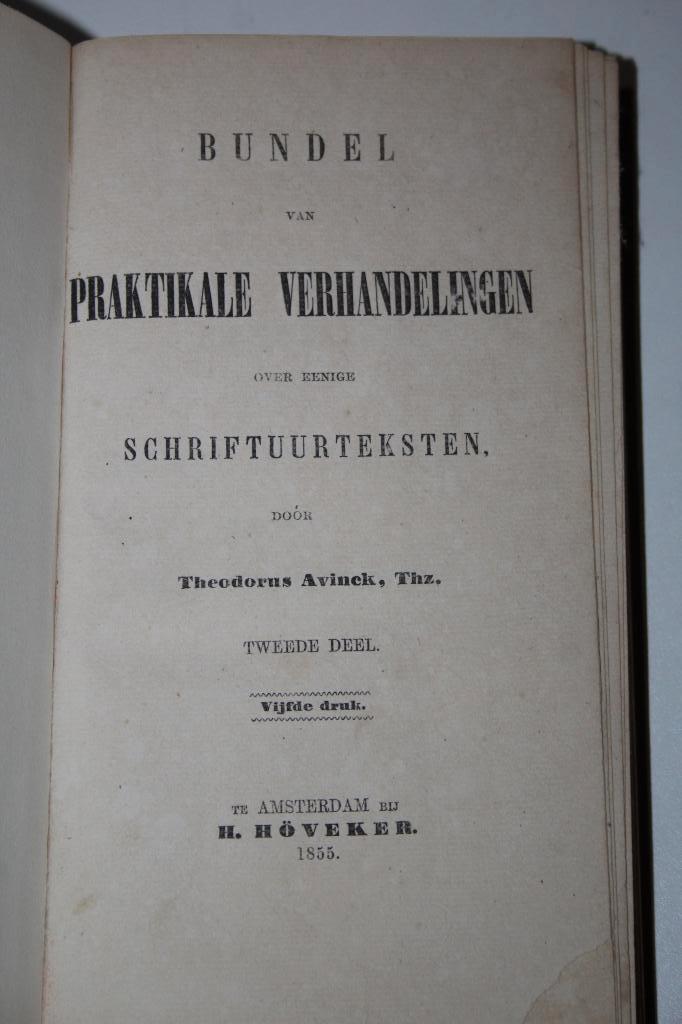 BUNDEL
VAN
PRAKTIKALE VERHANDELINGEN
OVER EENIGE
SCHRIFTUURTEKSTEN,
DOÓR
Theodorus Avinck, Thz.
TWEEDE DEEL.
Vijfde druk.
TE AMSTERDAM BIJ
H. HÖVEKER.
1855.